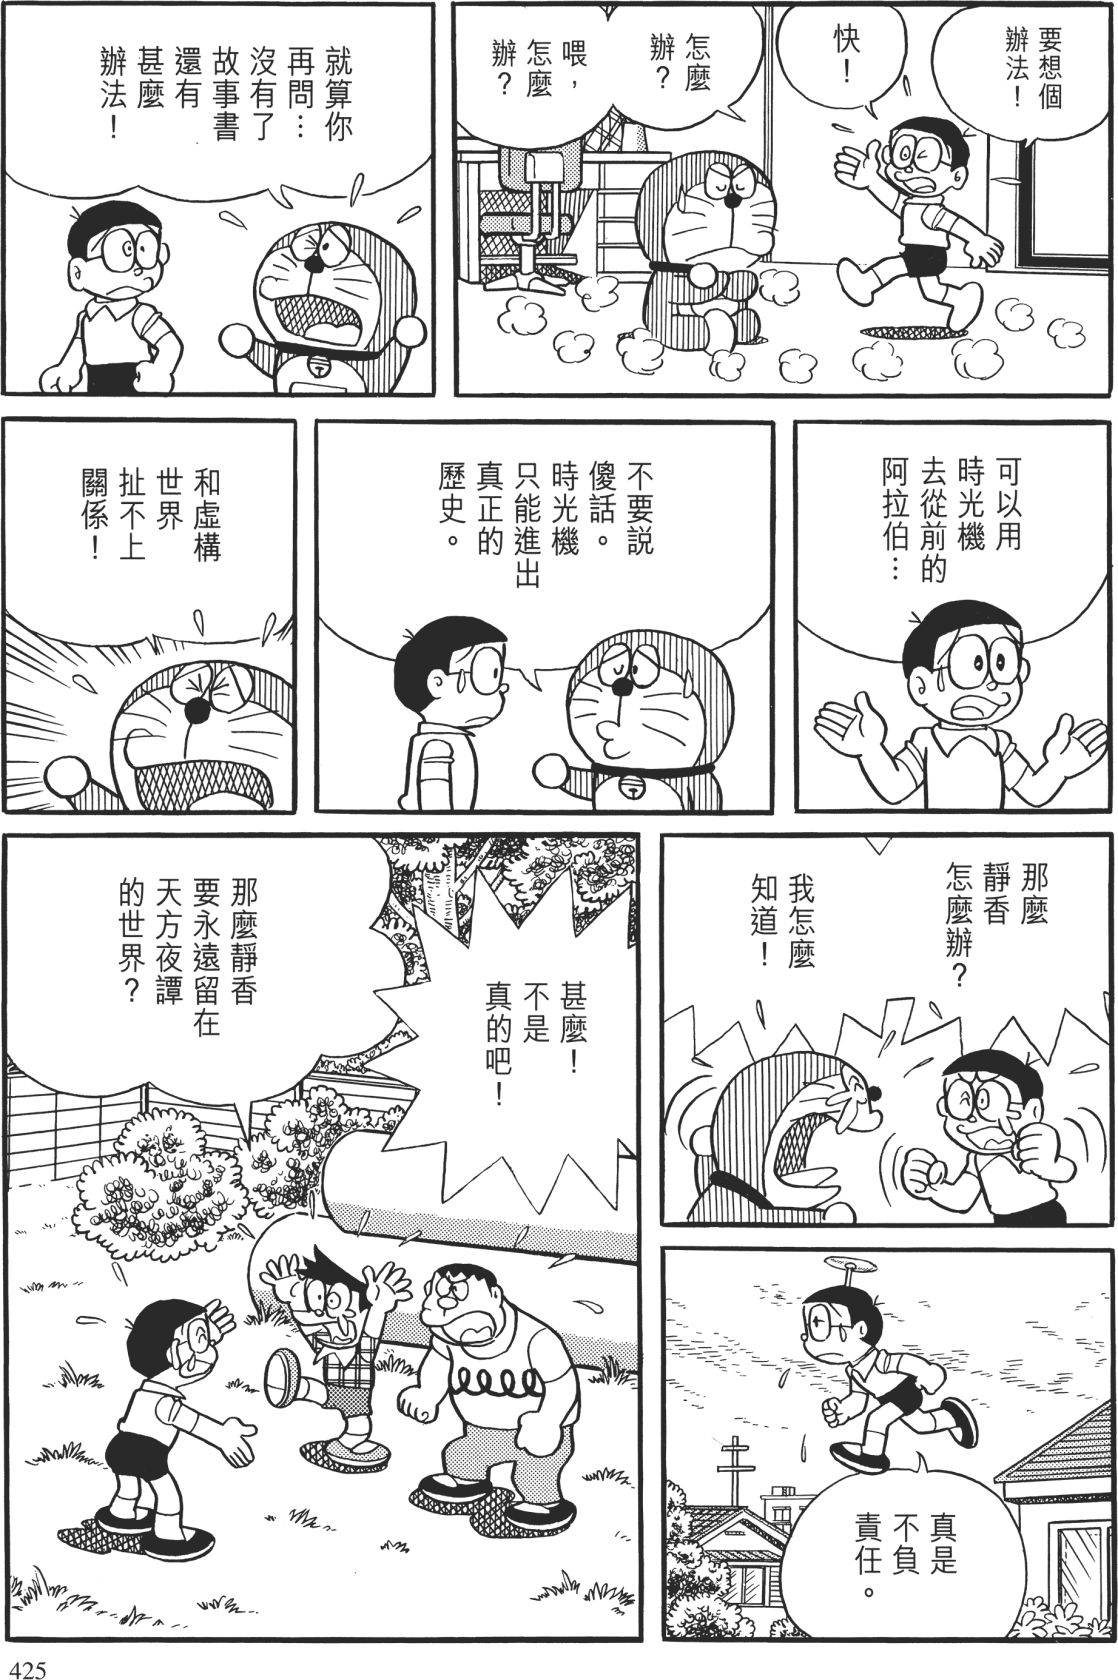 要想個
辦法！
快！
怎麼
辦？
喂，
怎麼
辦？
就算你
再問…
沒有了
故事書
還有
甚麼
辦法！
可以用
時光機
去從前的
阿拉伯…
不要説
傻話。
時光機
只能進出
真正的
歷史。
和虛構
世界
扯不上
關係！
那麼
靜香
怎麼辦？
我怎麼
知道！
真是
不負
責任。
甚麼！
不是
真的吧！
那麼靜香
要永遠留在
天方夜譚
的世界？
425